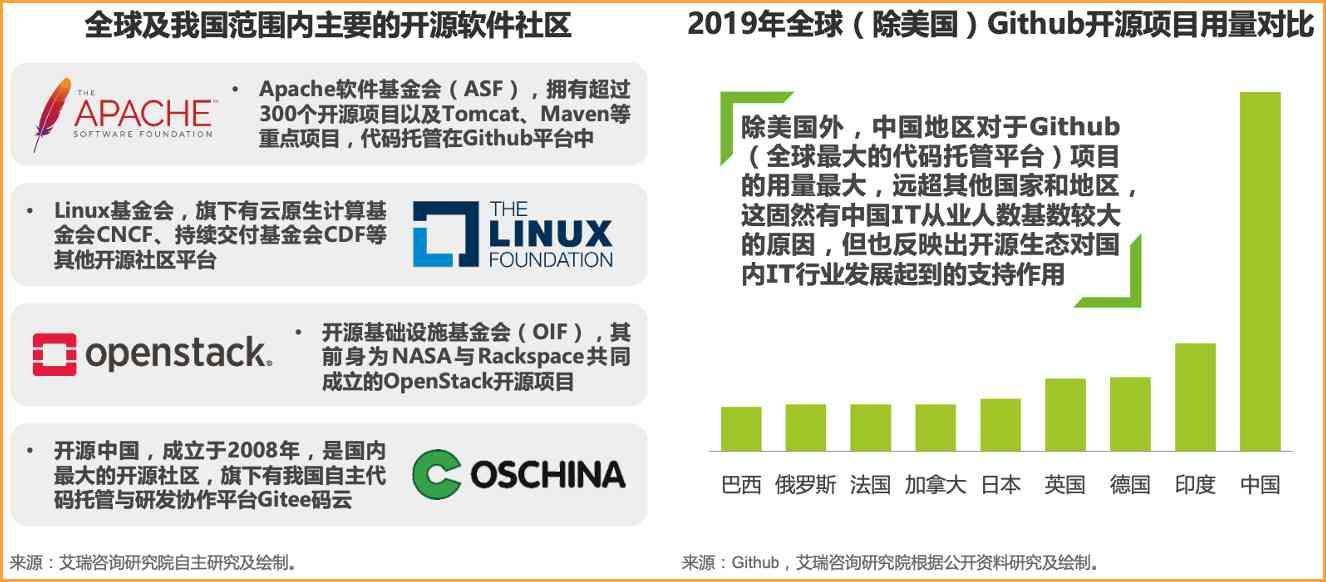 全球及我国范围内主要的开源软件社区
THE
APACHE™
SOFTWARE FOUNDATION
• Apache软件基金会（ASF），拥有超过
300个开源项目以及Tomcat、Maven等
重点项目，代码托管在Github平台中
• Linux基金会，旗下有云原生计算基
金会CNCF、持续交付基金会CDF等
其他开源社区平台
THE
LINUX
FOUNDATION
openstack®
• 开源基础设施基金会（OIF），其
前身为NASA与Rackspace共同
成立的OpenStack开源项目
• 开源中国，成立于2008年，是国内
最大的开源社区，旗下有我国自主代
码托管与研发协作平台Gitee码云
OSCHINA
来源：艾瑞咨询研究院自主研究及绘制。
2019年全球（除美国）Github开源项目用量对比
除美国外，中国地区对于Github
（全球最大的代码托管平台）项目
的用量最大，远超其他国家和地区，
这固然有中国IT从业人数基数较大
的原因，但也反映出开源生态对国
内IT行业发展起到的支持作用
巴西 俄罗斯 法国 加拿大 日本 英国 德国 印度 中国
来源：Github，艾瑞咨询研究院根据公开资料研究及绘制。